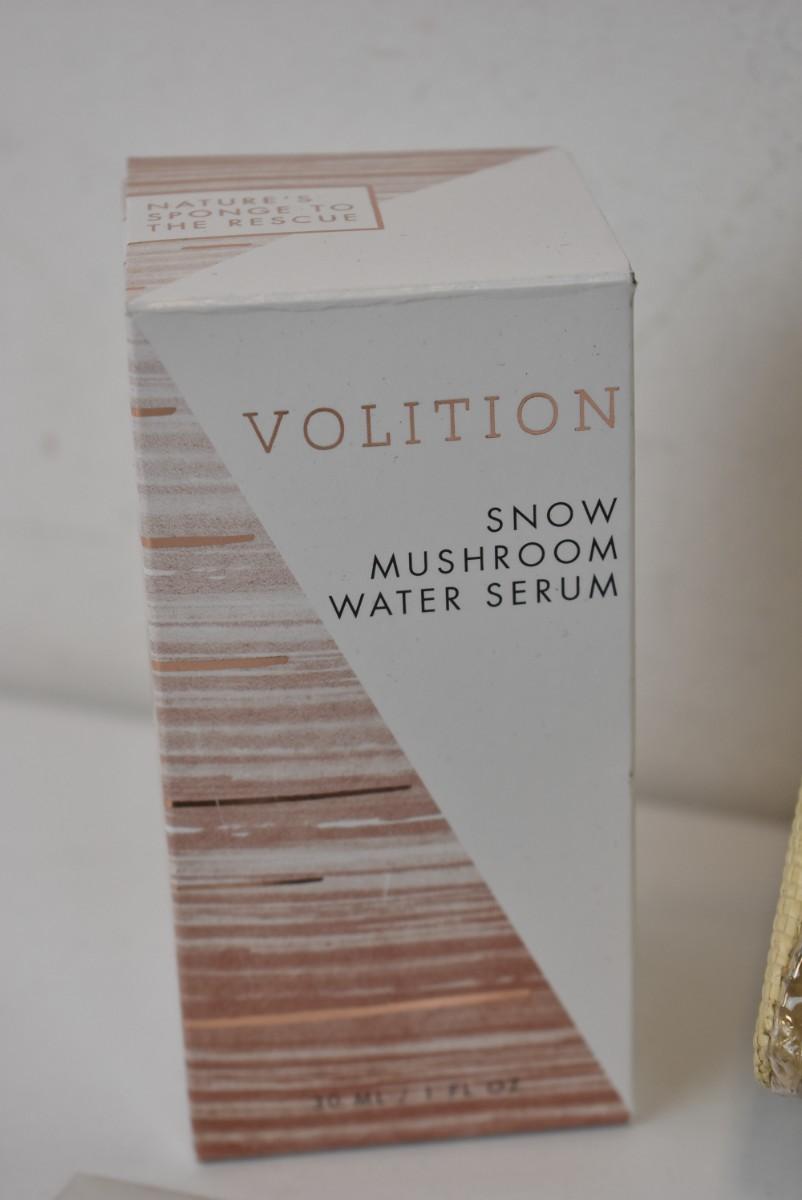 NATURE'S
SPONGE TO
THE RESCUE
VOLITION
SNOW
MUSHROOM
WATER SERUM
30 ML / 1 FL OZ